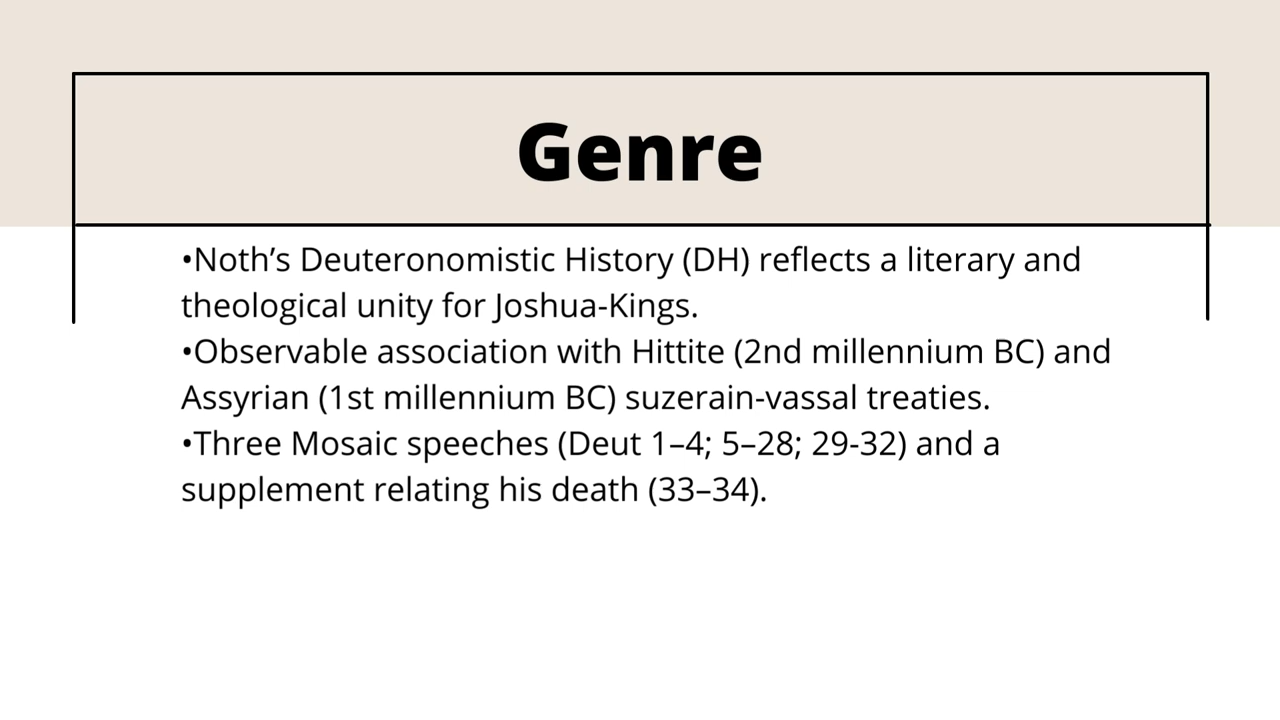 Genre
•Noth’s Deuteronomistic History (DH) reflects a literary and
theological unity for Joshua-Kings.
•Observable association with Hittite (2nd millennium BC) and
Assyrian (1st millennium BC) suzerain-vassal treaties.
•Three Mosaic speeches (Deut 1–4; 5–28; 29-32) and a
supplement relating his death (33–34).